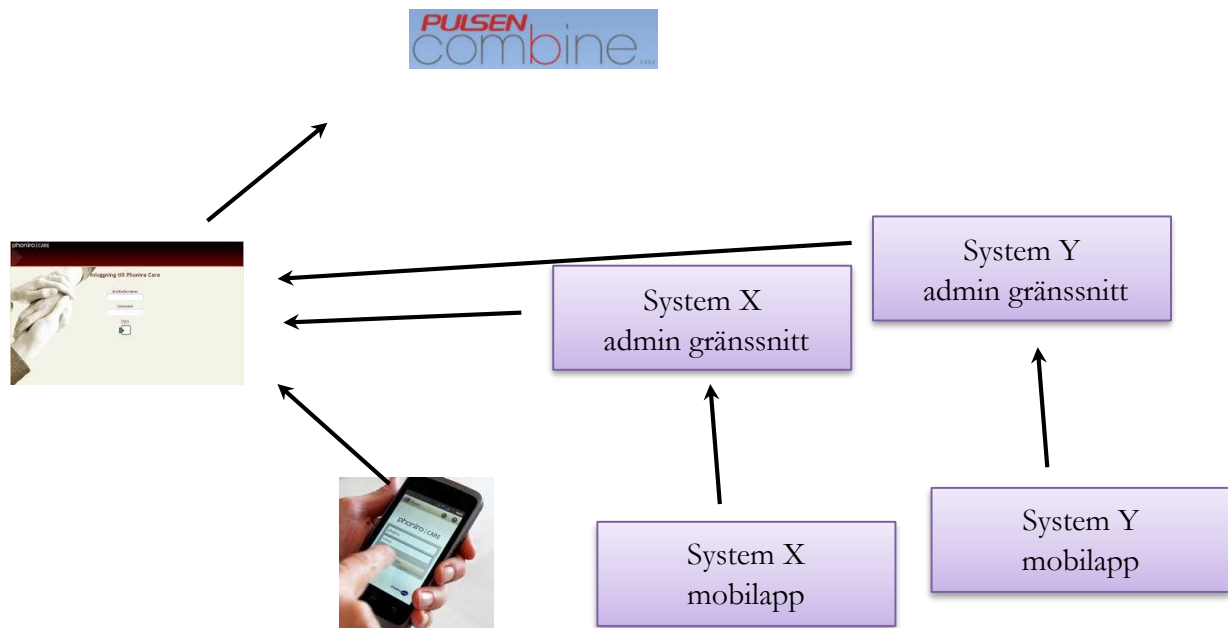 PULSEN
combine
phoniro | CARE
Inloggning till Phoniro Care
System Y
admin gränssnitt
System X
admin gränssnitt
phoniro | CARE
System X
mobilapp
System Y
mobilapp